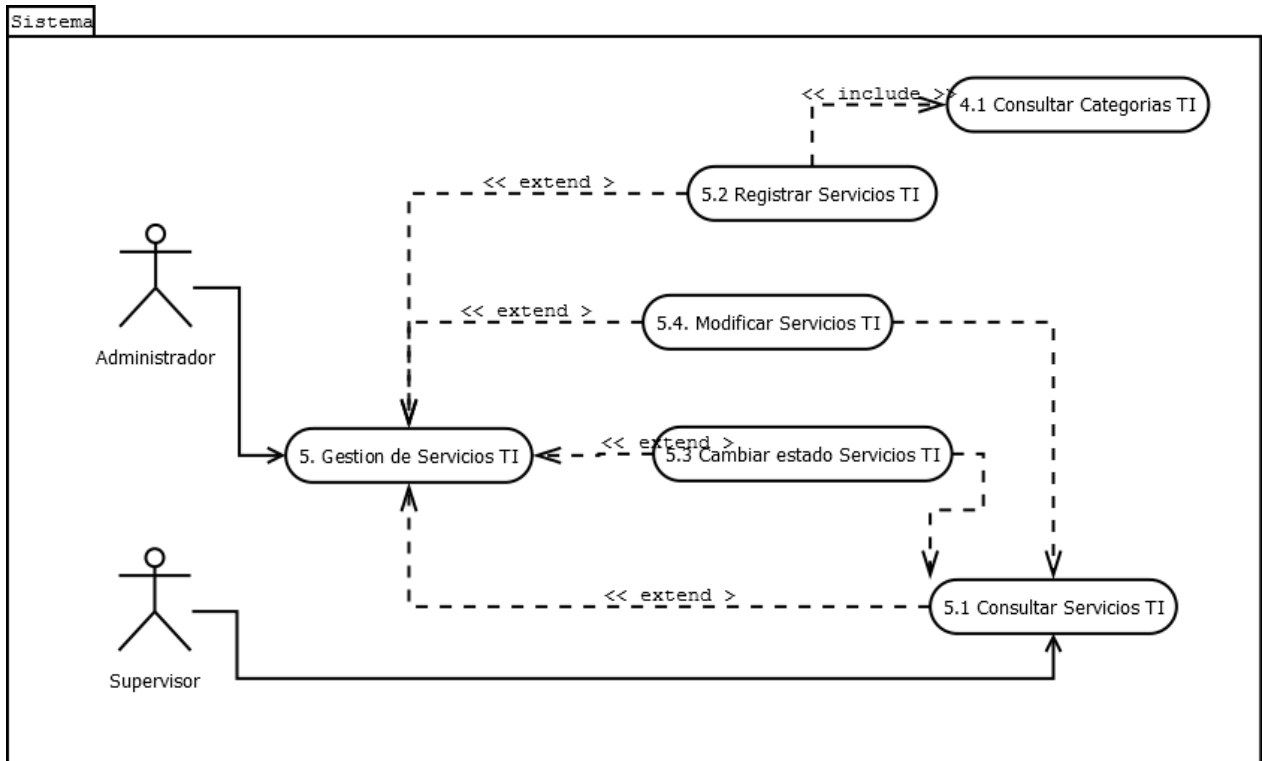 Sistema
<< include >>
4.1 Consultar Categorias TI
<< extend >
5.2 Registrar Servicios TI
<< extend >
5.4. Modificar Servicios TI
Administrador
<< extend >
5. Gestion de Servicios TI
5.3 Cambiar estado Servicios TI
<< extend >
5.1 Consultar Servicios TI
Supervisor